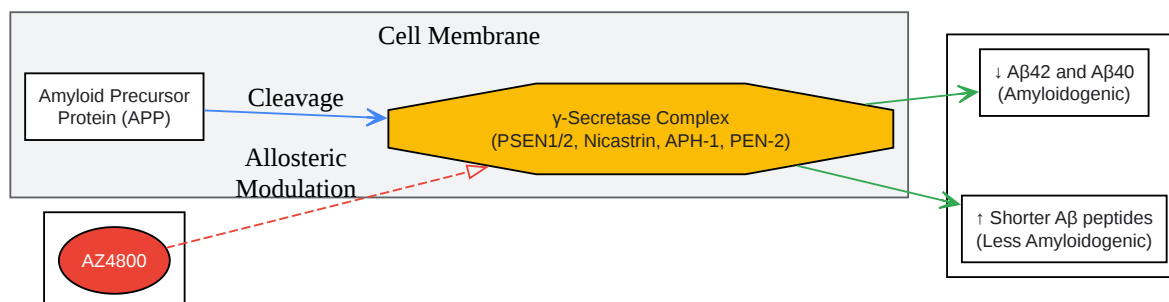 Cell Membrane
Amyloid Precursor
Protein (APP)
Cleavage
γ-Secretase Complex
(PSEN1/2, Nicastrin, APH-1, PEN-2)
↓ Aβ42 and Aβ40
(Amyloidogenic)
Allosteric
Modulation
↑ Shorter Aβ peptides
(Less Amyloidogenic)
AZ4800